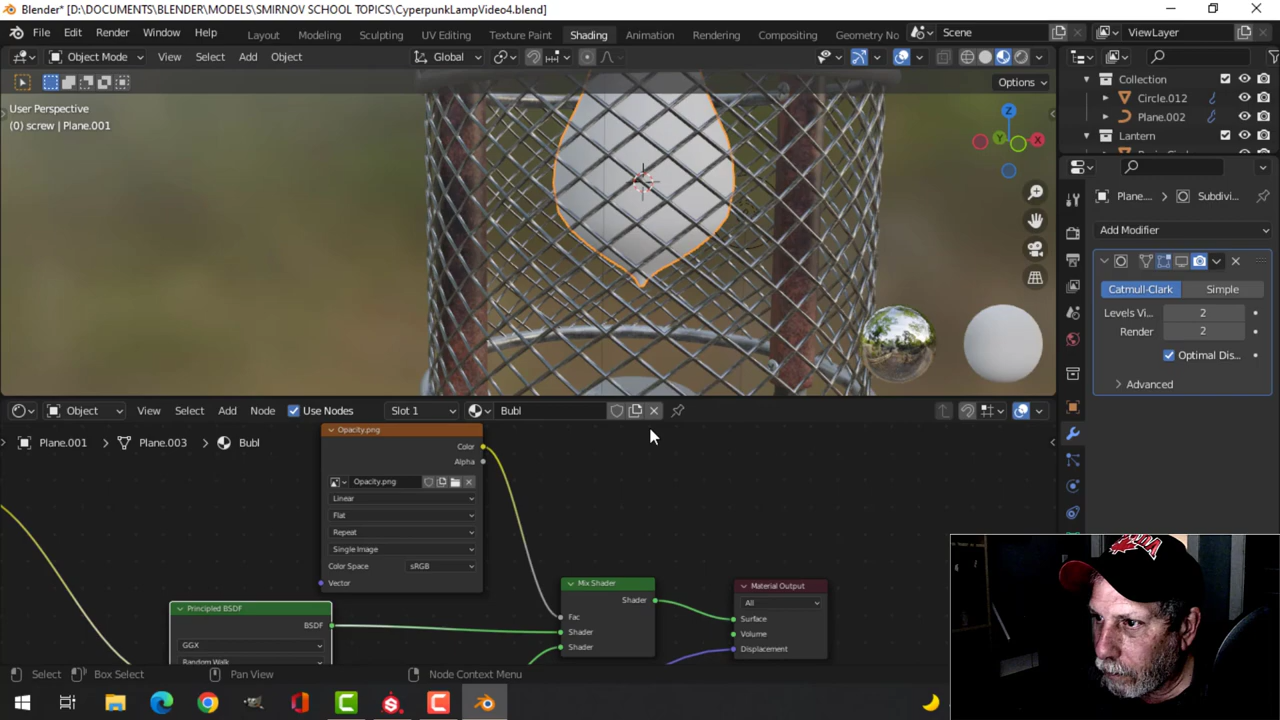 Blender* [D:\DOCUMENTS\BLENDER\MODELS\SMIRNOV SCHOOL TOPICS\CyperpunkLampVideo4.blend]
File Edit Render Window Help Layout Modeling Sculpting UV Editing Texture Paint Shading Animation Rendering Compositing Geometry No Scene ViewLayer
Object Mode View Select Add Object Global
Options
User Perspective
(0) screw | Plane.001
Z
Y
X
Collection
Circle.012
Plane.002
Lantern
Plane.... Subdivi...
Add Modifier
Catmull-Clark Simple
Levels Vi... 2
Render 2
Optimal Dis...
Advanced
Object View Select Add Node Use Nodes Slot 1 Bubl
Plane.001 Plane.003 Bubl
Opacity.png
Color
Alpha
Opacity.png
Linear
Flat
Repeat
Single Image
Color Space sRGB
Vector
Principled BSDF
BSDF
GGX
Random Walk
Mix Shader
Shader
Fac
Shader
Shader
Material Output
All
Surface
Volume
Displacement
Select Box Select Pan View Node Context Menu